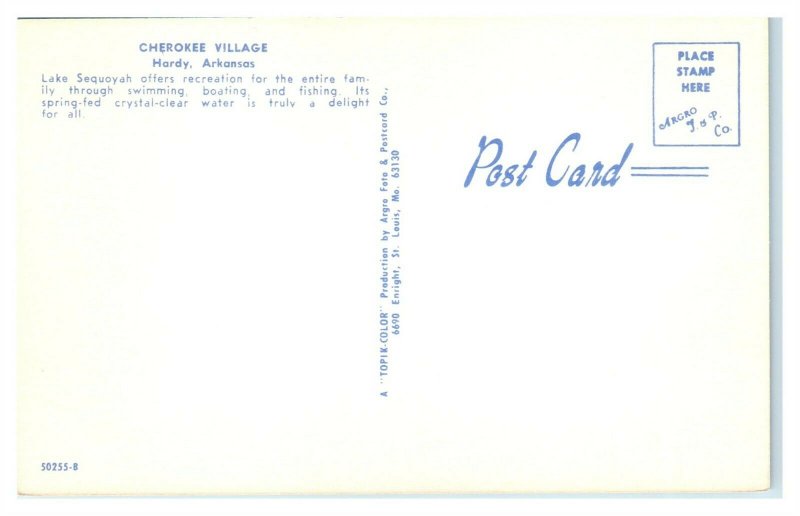 CHEROKEE VILLAGE
Hardy, Arkansas
Lake Sequoyah offers recreation for the entire fam-
ily through swimming, boating, and fishing. Its
spring-fed crystal-clear water is truly a delight
for all.
A "TOPIK-COLOR" Production by Argro Foto & Postcard Co.,
6690 Enright, St. Louis, Mo. 63130
PLACE
STAMP
HERE
ARGRO
F. & P.
Co.
Post Card
50255-B